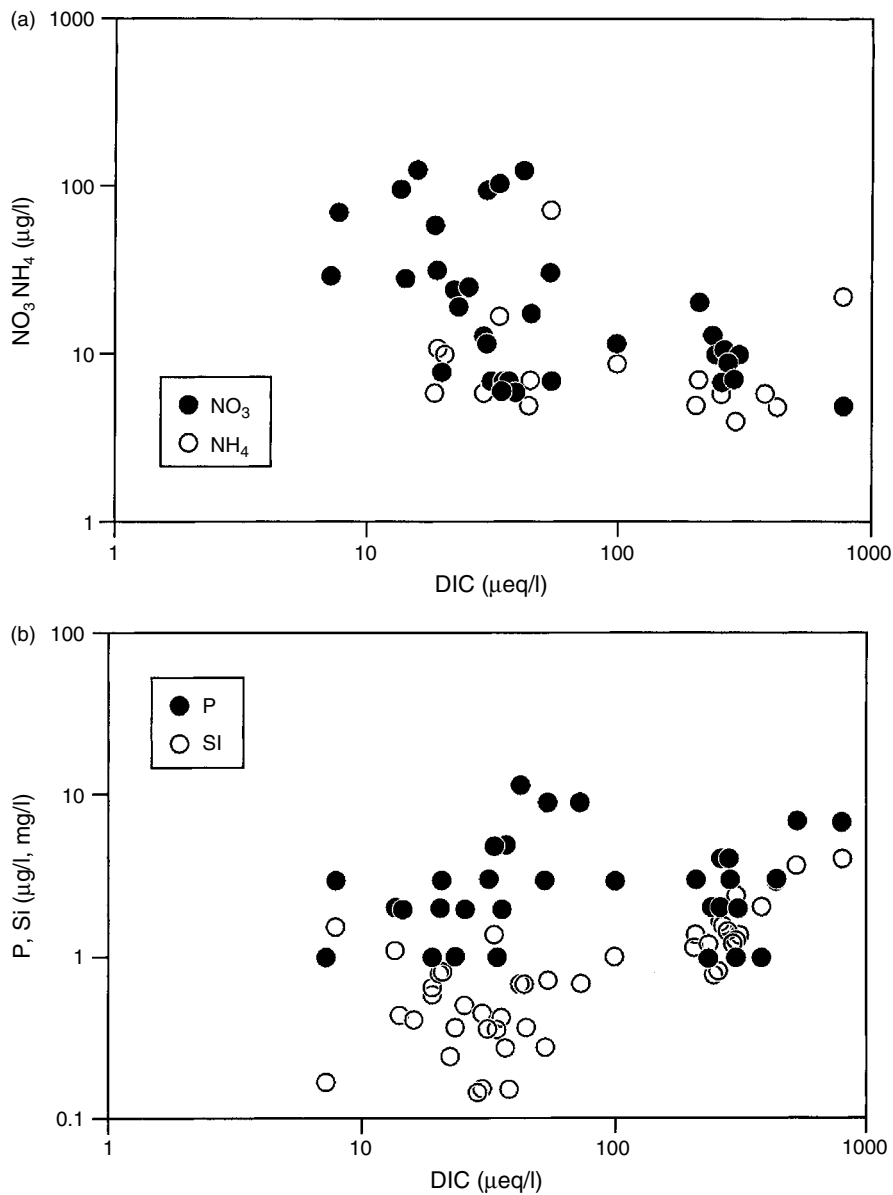 (a)
1000
100
10
1
NO₃ NH₄ (μg/l)
NO₃
NH₄
1 10 100 1000
DIC (μeq/l)
(b)
100
10
1
0.1
P, Si (μg/l, mg/l)
P
SI
1 10 100 1000
DIC (μeq/l)